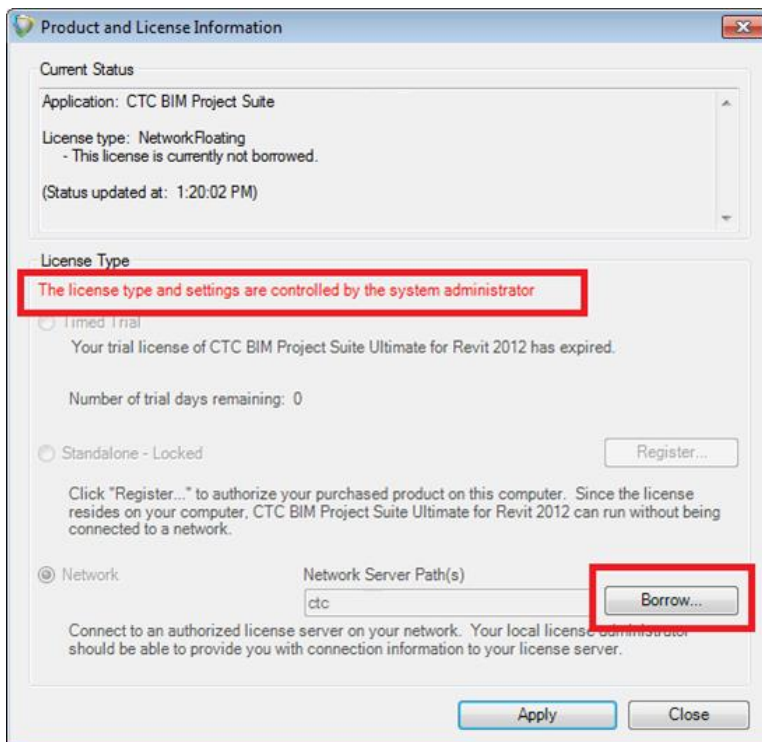 Product and License Information
Current Status
Application: CTC BIM Project Suite
License type: NetworkFloating
- This license is currently not borrowed.
(Status updated at: 1:20:02 PM)
License Type
The license type and settings are controlled by the system administrator
Timed Trial
Your trial license of CTC BIM Project Suite Ultimate for Revit 2012 has expired.
Number of trial days remaining: 0
Standalone - Locked
Register...
Click "Register..." to authorize your purchased product on this computer. Since the license
resides on your computer, CTC BIM Project Suite Ultimate for Revit 2012 can run without being
connected to a network.
Network
Network Server Path(s)
ctc
Borrow...
Connect to an authorized license server on your network. Your local license administrator
should be able to provide you with connection information to your license server.
Apply
Close